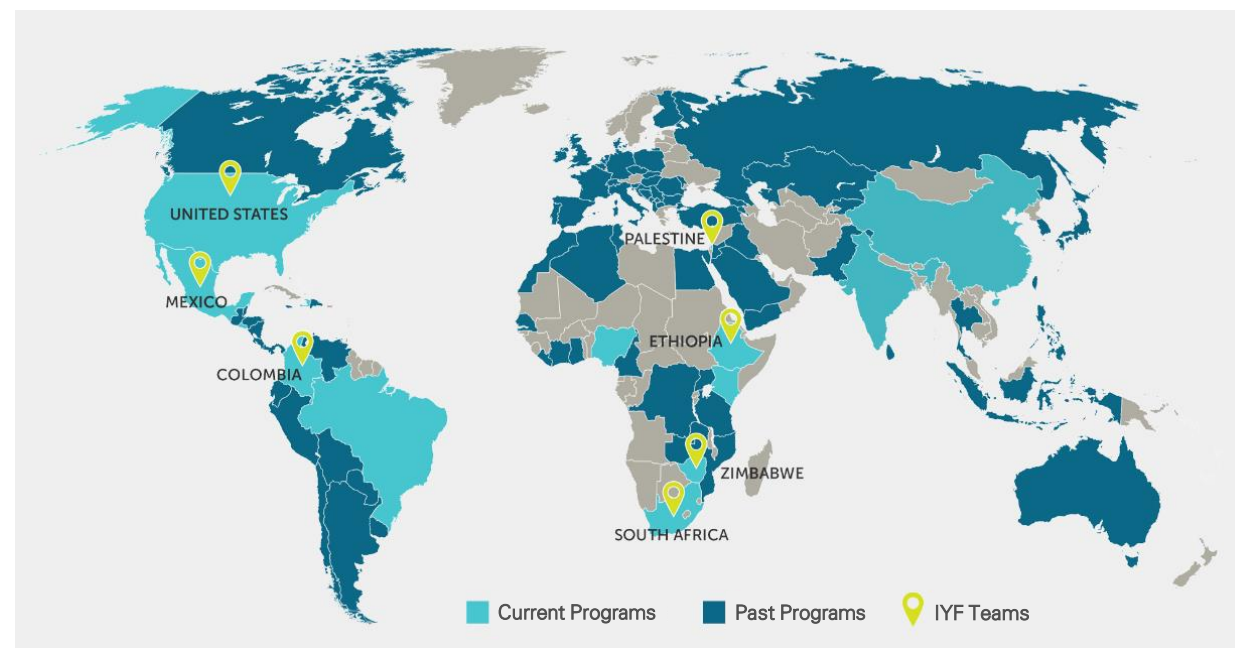 UNITED STATES
PALESTINE
MEXICO
ETHIOPIA
COLOMBIA
ZIMBABWE
SOUTH AFRICA
Current Programs Past Programs IYF Teams